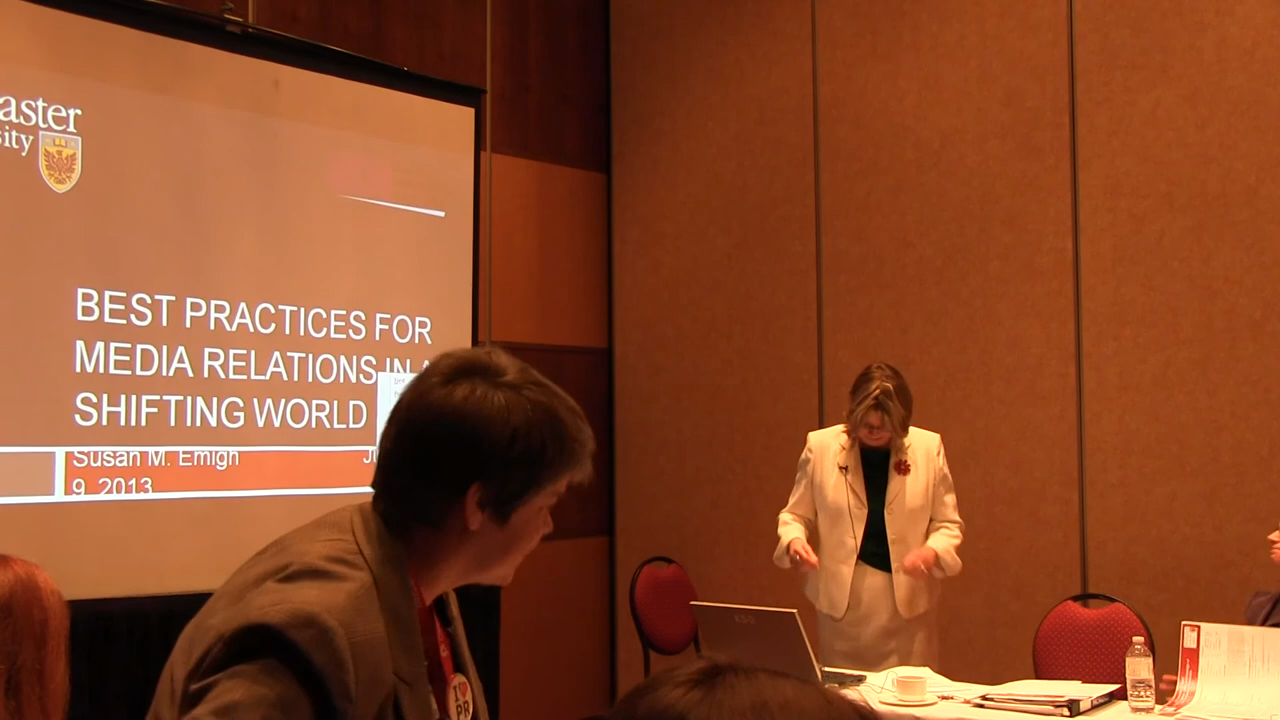 aster
sity
BEST PRACTICES FOR
MEDIA RELATIONS IN A
SHIFTING WORLD
Susan M. Emigh
9, 2013
I
PR